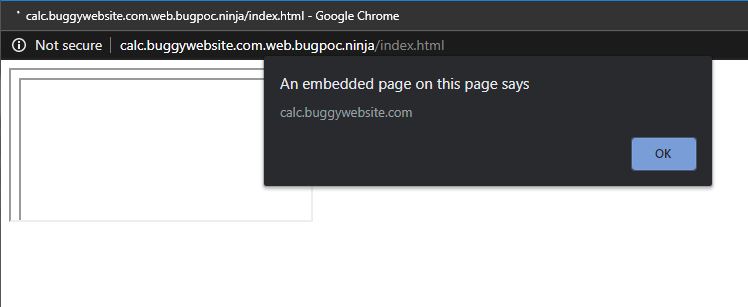 calc.buggywebsite.com.web.bugpoc.ninja/index.html - Google Chrome
Not secure | calc.buggywebsite.com.web.bugpoc.ninja/index.html
An embedded page on this page says
calc.buggywebsite.com
OK